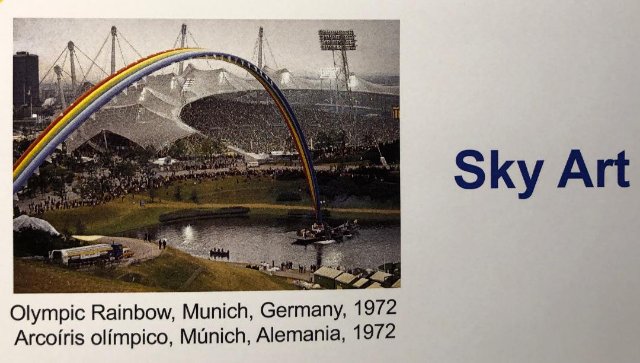 Sky Art
Olympic Rainbow, Munich, Germany, 1972
Arcoíris olímpico, Múnich, Alemania, 1972